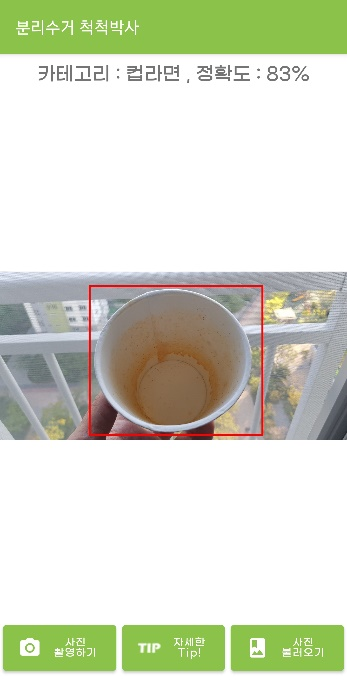 분리수거 척척박사
카테고리 : 컵라면 , 정확도 : 83%
사진
촬영하기
TIP
자세한
Tip!
사진
불러오기